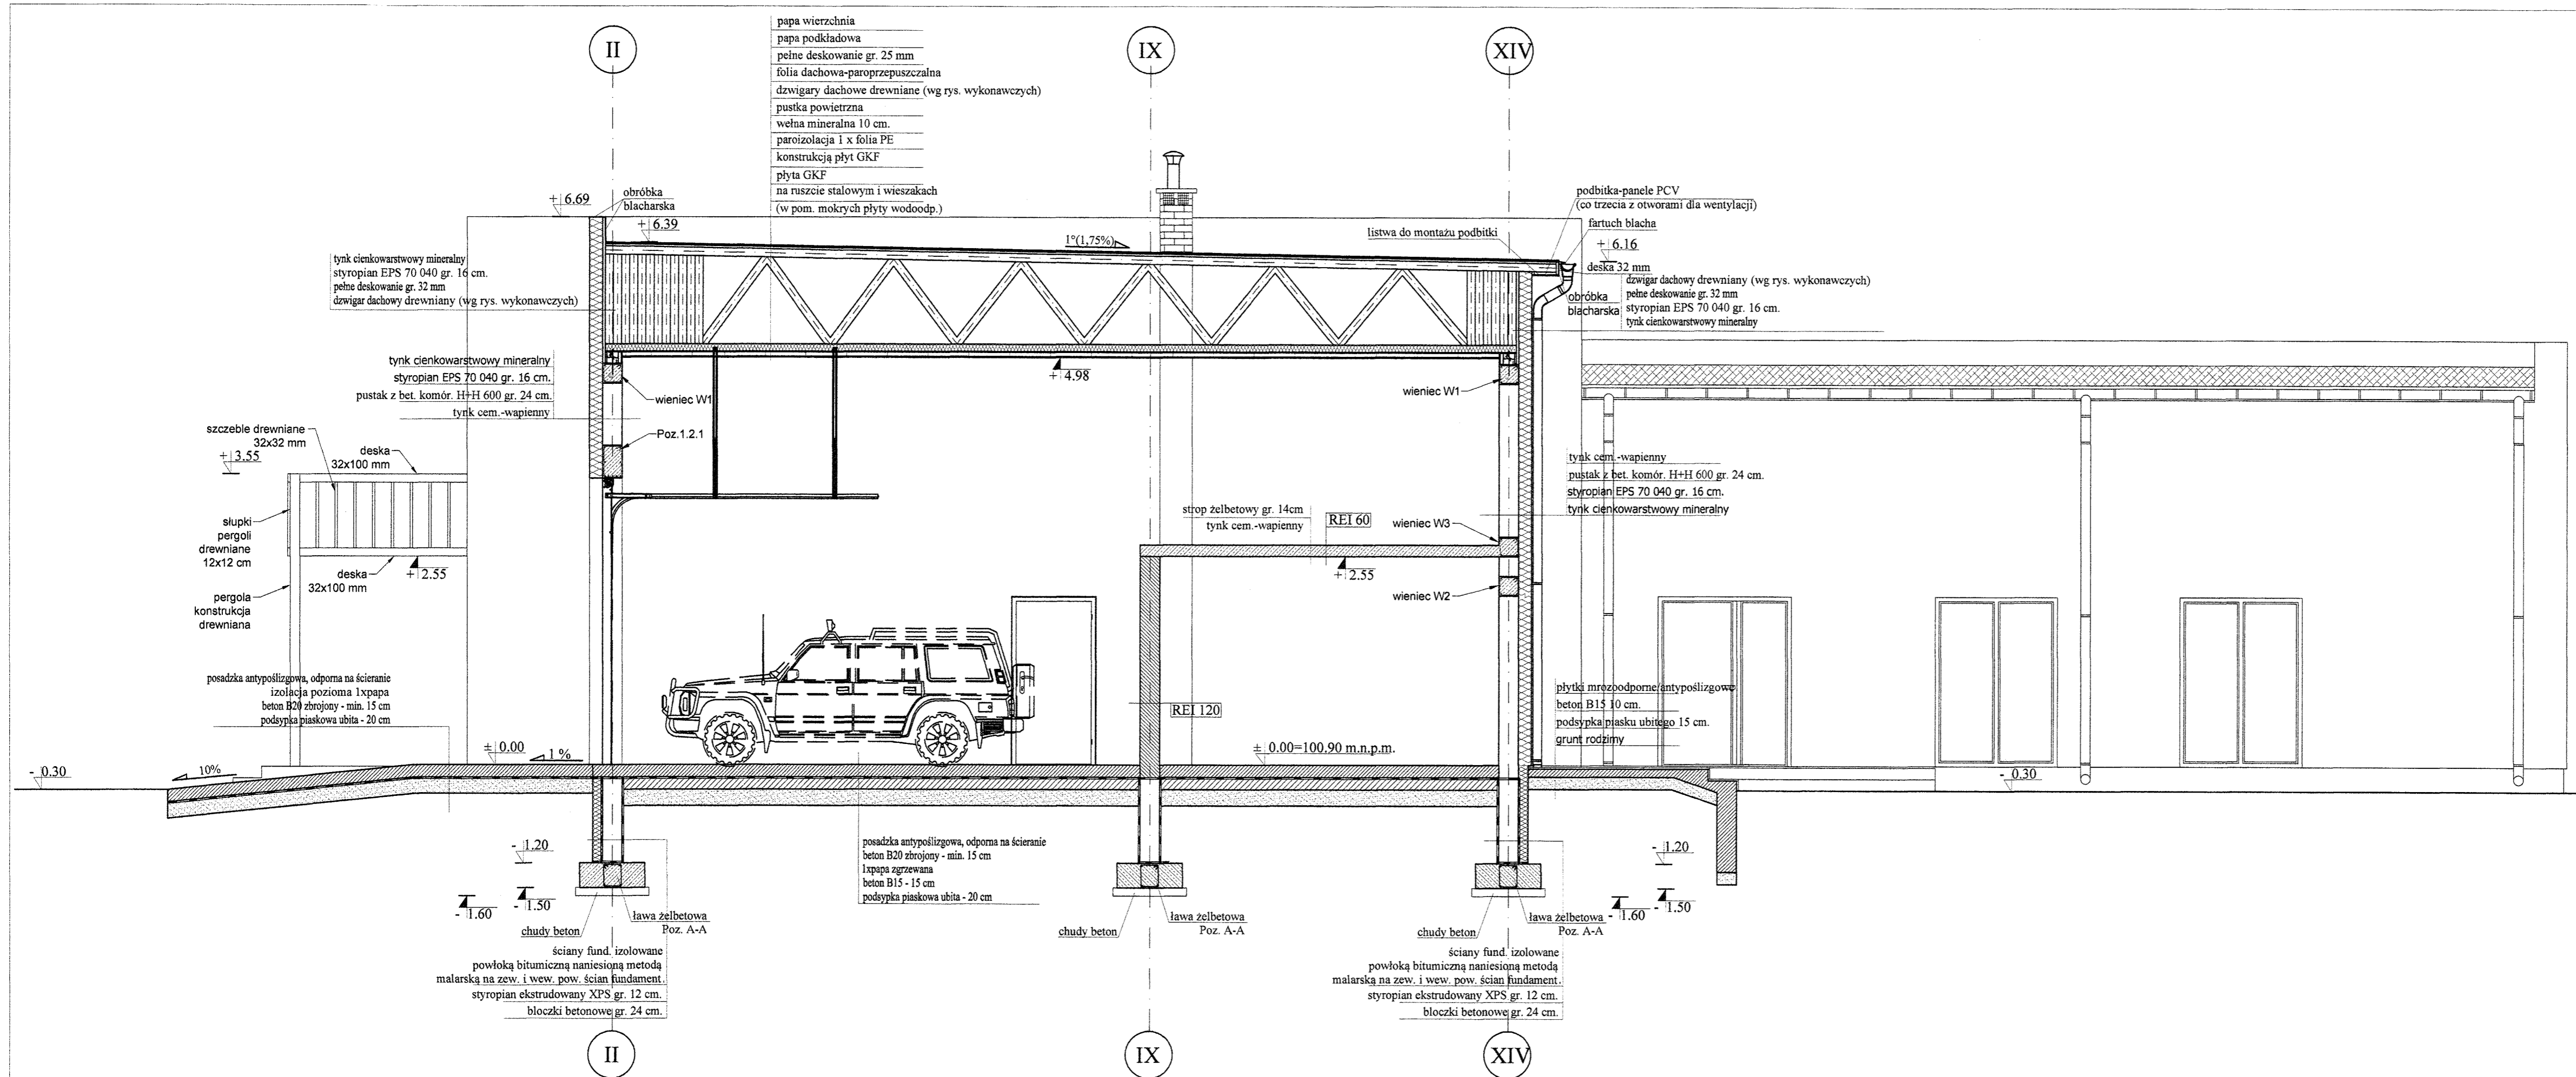 II
IX
XIV
papa wierzchnia
papa podkładowa
pełne deskowanie gr. 25 mm
folia dachowa-paroprzepuszczalna
dzwigary dachowe drewniane (wg rys. wykonawczych)
pustka powietrzna
wełna mineralna 10 cm.
paroizolacja 1 x folia PE
konstrukcją płyt GKF
płyta GKF
na ruszcie stalowym i wieszakach
(w pom. mokrych płyty wodoodp.)
+ 6.69
obróbka
blacharska
+ 6.39
1°(1,75%)
podbitka-panele PCV
(co trzecia z otworami dla wentylacji)
fartuch blacha
listwa do montażu podbitki
+ 6.16
deska 32 mm
dzwigar dachowy drewniany (wg rys. wykonawczych)
pełne deskowanie gr. 32 mm
styropian EPS 70 040 gr. 16 cm.
tynk cienkowarstwowy mineralny
obróbka
blacharska
tynk cienkowarstwowy mineralny
styropian EPS 70 040 gr. 16 cm.
pełne deskowanie gr. 32 mm
dzwigar dachowy drewniany (wg rys. wykonawczych)
tynk cienkowarstwowy mineralny
styropian EPS 70 040 gr. 16 cm.
pustak z bet. komór. H+H 600 gr. 24 cm.
tynk cem.-wapienny
wieniec W1
+ 4.98
wieniec W1
Poz.1.2.1
szczeble drewniane
32x32 mm
+ 3.55
deska
32x100 mm
słupki
pergoli
drewniane
12x12 cm
deska
32x100 mm
+ 2.55
pergola
konstrukcja
drewniana
tynk cem.-wapienny
pustak z bet. komór. H+H 600 gr. 24 cm.
styropian EPS 70 040 gr. 16 cm.
tynk cienkowarstwowy mineralny
strop żelbetowy gr. 14cm
tynk cem.-wapienny
REI 60
wieniec W3
+ 2.55
wieniec W2
posadzka antypoślizgowa, odporna na ścieranie
izolacja pozioma 1xpapa
beton B20 zbrojony - min. 15 cm
podsypka piaskowa ubita - 20 cm
REI 120
płytki mrozoodporne/antypoślizgowe
beton B15 10 cm.
podsypka piasku ubitego 15 cm.
grunt rodzimy
- 0.30
10%
± 0.00
1 %
± 0.00=100.90 m.n.p.m.
- 0.30
posadzka antypoślizgowa, odporna na ścieranie
beton B20 zbrojony - min. 15 cm
1xpapa zgrzewana
beton B15 - 15 cm
podsypka piaskowa ubita - 20 cm
- 1.20
- 1.50
- 1.60
- 1.20
- 1.50
- 1.60
chudy beton
ława żelbetowa
Poz. A-A
chudy beton
ława żelbetowa
Poz. A-A
chudy beton
ława żelbetowa
Poz. A-A
ściany fund. izolowane
powłoką bitumiczną naniesioną metodą
malarską na zew. i wew. pow. ścian fundament.
styropian ekstrudowany XPS gr. 12 cm.
bloczki betonowe gr. 24 cm.
ściany fund. izolowane
powłoką bitumiczną naniesioną metodą
malarską na zew. i wew. pow. ścian fundament.
styropian ekstrudowany XPS gr. 12 cm.
bloczki betonowe gr. 24 cm.
II
IX
XIV